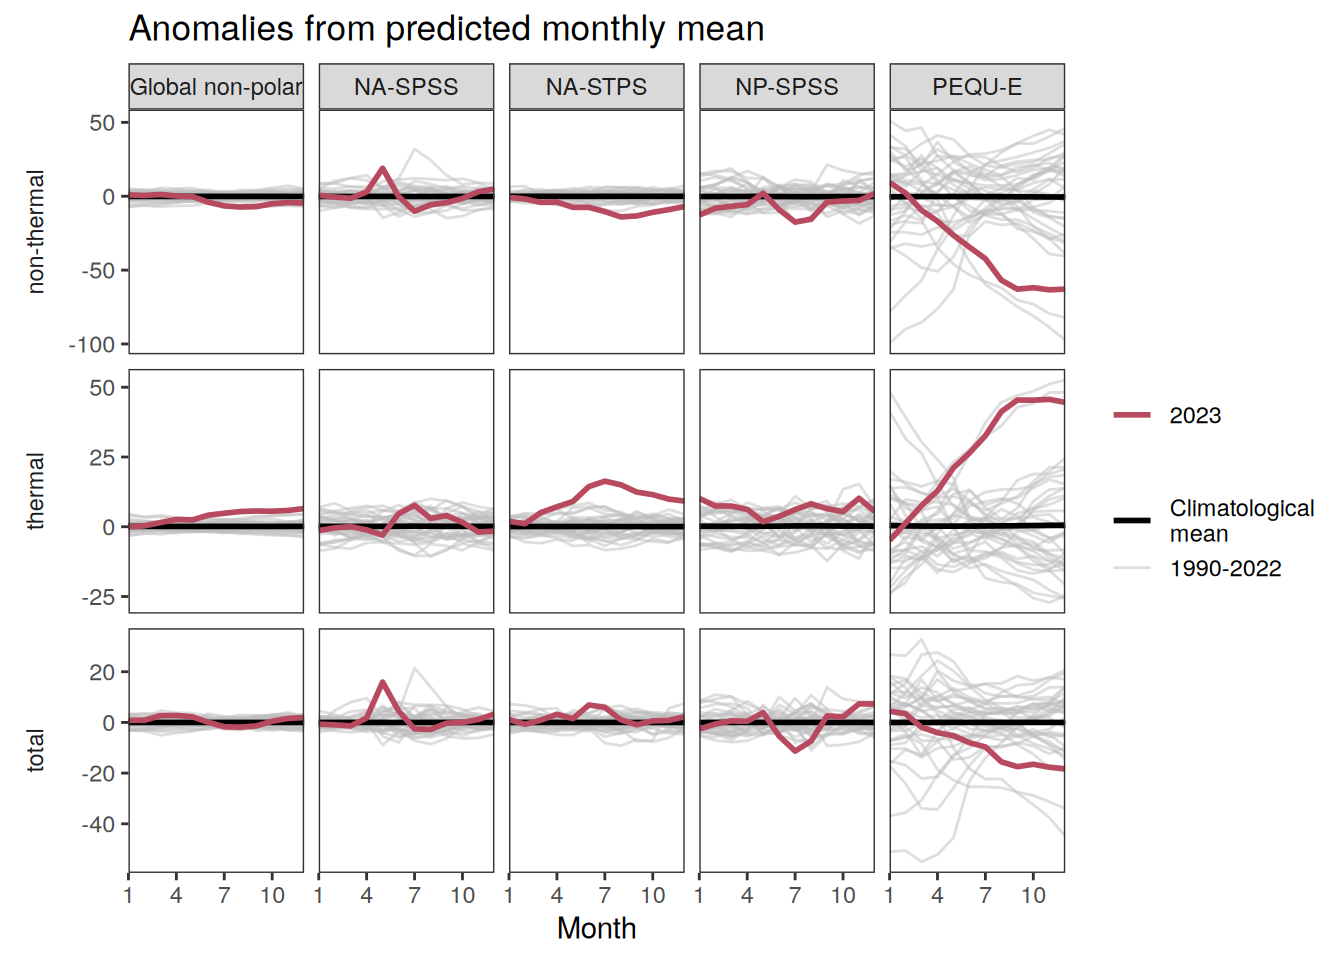 Anomalies from predicted monthly mean
Global non-polar
NA-SPSS
NA-STPS
NP-SPSS
PEQU-E
50
0
-50
-100
non-thermal
50
25
0
-25
thermal
20
0
-20
-40
total
1 4 7 10
1 4 7 10
1 4 7 10
1 4 7 10
1 4 7 10
Month
2023
Cllmatological
mean
1990-2022